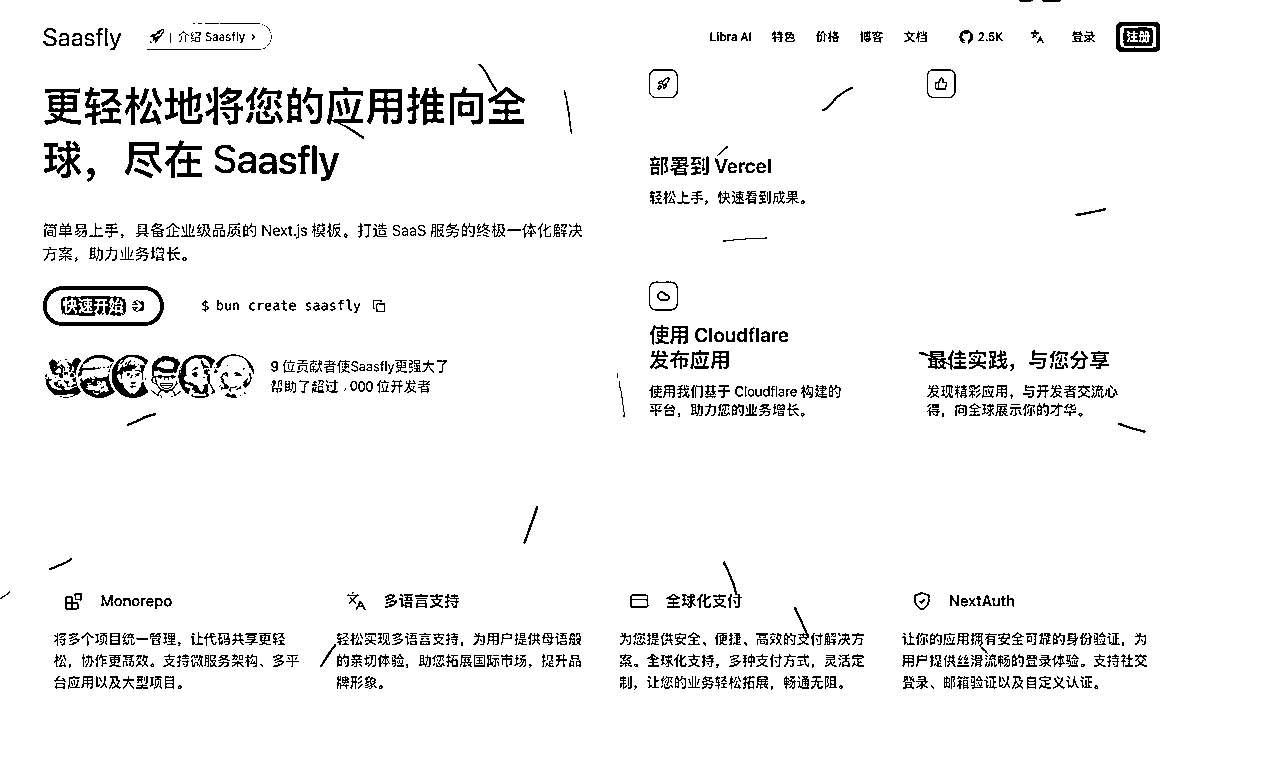 Saasfly
介绍 Saasfly
Libra AI
特色
价格
博客
文档
2.5K
登录
注册
更轻松地将您的应用推向全
球，尽在 Saasfly
简单易上手，具备企业级品质的 Next.js 模板。打造 SaaS 服务的终极一体化解决
方案，助力业务增长。
快速开始
$ bun create saasfly
9 位贡献者使Saasfly更强大了
帮助了超过 ,000 位开发者
部署到 Vercel
轻松上手，快速看到成果。
使用 Cloudflare
发布应用
使用我们基于 Cloudflare 构建的
平台，助力您的业务增长。
最佳实践，与您分享
发现精彩应用，与开发者交流心
得，向全球展示你的才华。
Monorepo
将多个项目统一管理，让代码共享更轻
松，协作更高效。支持微服务架构、多平
台应用以及大型项目。
多语言支持
轻松实现多语言支持，为用户提供母语般
的亲切体验，助您拓展国际市场，提升品
牌形象。
全球化支付
为您提供安全、便捷、高效的支付解决方
案。全球化支持，多种支付方式，灵活定
制，让您的业务轻松拓展，畅通无阻。
NextAuth
让你的应用拥有安全可靠的身份验证，为
用户提供丝滑流畅的登录体验。支持社交
登录、邮箱验证以及自定义认证。